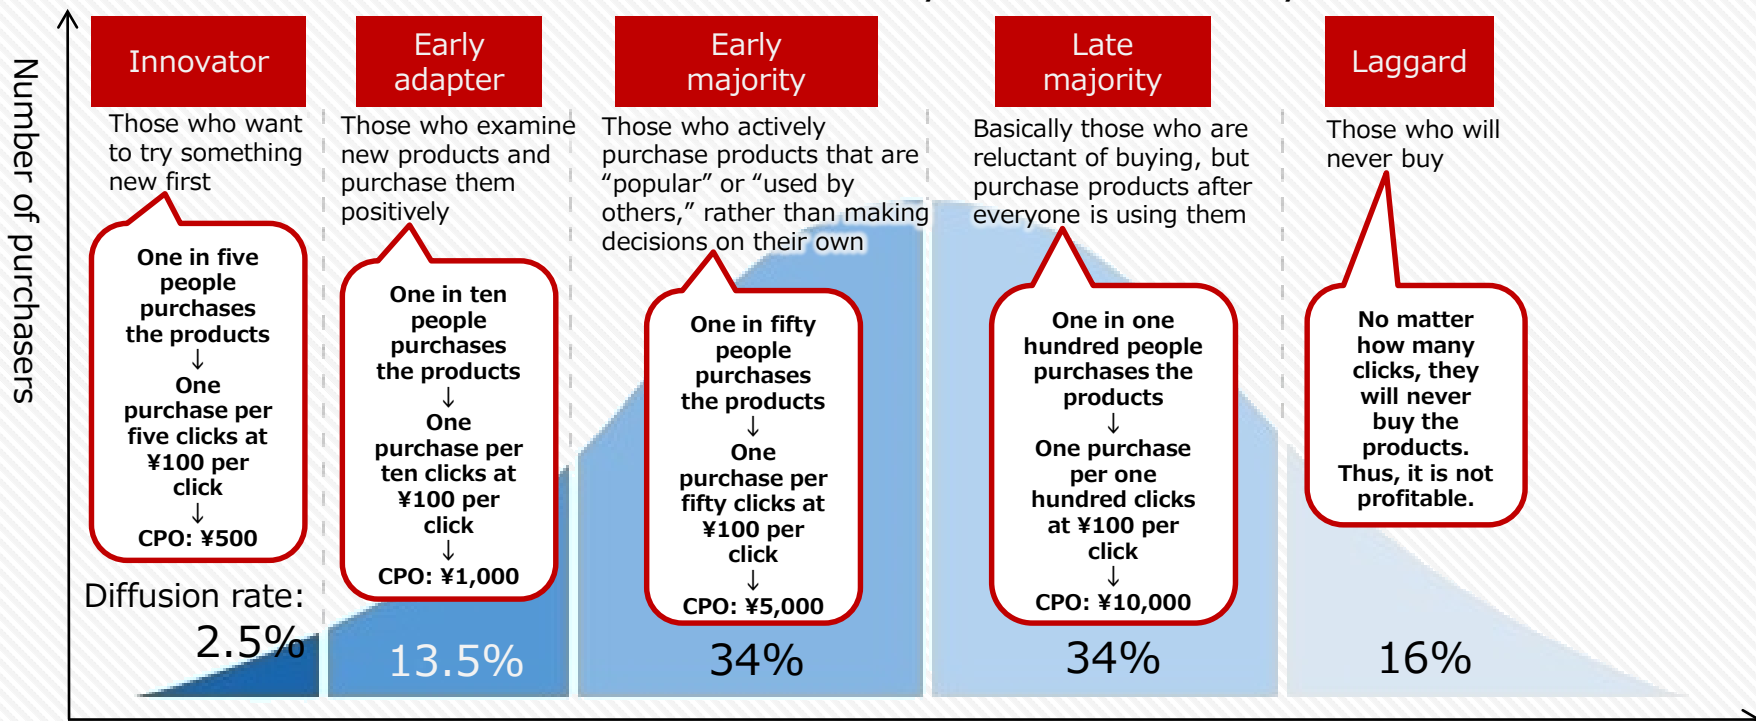 Number of purchasers
Innovator
Those who want
to try something
new first
One in five
people
purchases
the products
↓
One
purchase per
five clicks at
¥100 per
click
↓
CPO: ¥500
Diffusion rate:
2.5%
Early
adapter
Those who examine
new products and
purchase them
positively
One in ten
people
purchases
the products
↓
One
purchase per
ten clicks at
¥100 per
click
↓
CPO: ¥1,000
13.5%
Early
majority
Those who actively
purchase products that are
“popular” or “used by
others,” rather than making
decisions on their own
One in fifty
people
purchases
the products
↓
One
purchase per
fifty clicks at
¥100 per
click
↓
CPO: ¥5,000
34%
Late
majority
Basically those who are
reluctant of buying, but
purchase products after
everyone is using them
One in one
hundred people
purchases the
products
↓
One purchase
per one
hundred clicks
at ¥100 per
click
↓
CPO: ¥10,000
34%
Laggard
Those who will
never buy
No matter
how many
clicks, they
will never
buy the
products.
Thus, it is not
profitable.
16%